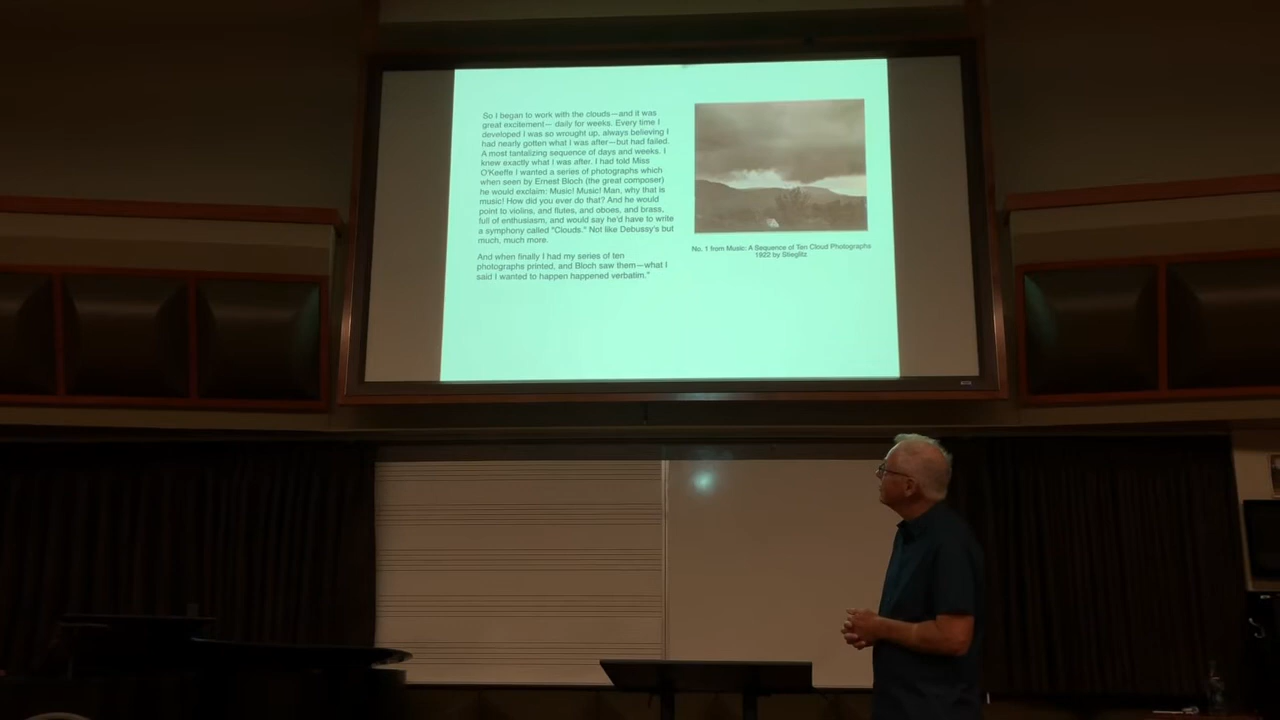 So I began to work with the clouds—and it was
great excitement— daily for weeks. Every time I
developed I was so wrought up, always believing I
had nearly gotten what I was after—but had failed.
A most tantalizing sequence of days and weeks. I
knew exactly what I was after. I had told Miss
O'Keeffe I wanted a series of photographs which
when seen by Ernest Bloch (the great composer)
he would exclaim: Music! Music! Man, why that is
music! How did you ever do that? And he would
point to violins, and flutes, and oboes, and brass,
full of enthusiasm, and would say he'd have to write
a symphony called "Clouds." Not like Debussy's but
much, much more.
And when finally I had my series of ten
photographs printed, and Bloch saw them—what I
said I wanted to happen happened verbatim."
No. 1 from Music: A Sequence of Ten Cloud Photographs
1922 by Stieglitz